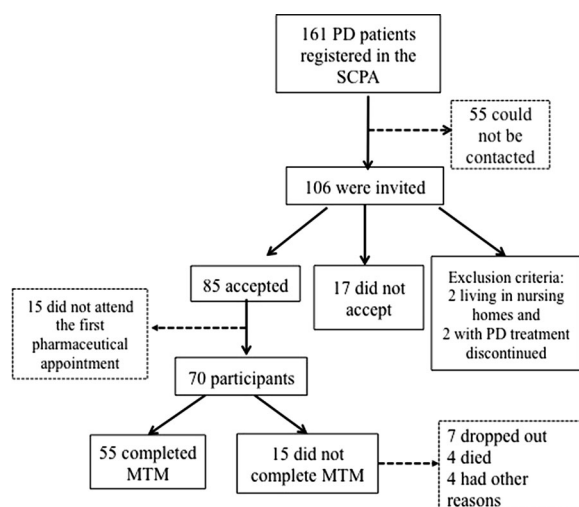 161 PD patients
registered in the
SCPA
55 could
not be
contacted
106 were invited
85 accepted
17 did not
accept
Exclusion criteria:
2 living in nursing
homes and
2 with PD treatment
discontinued
15 did not attend
the first
pharmaceutical
appointment
70 participants
55 completed
MTM
15 did not
complete MTM
7 dropped out
4 died
4 had other
reasons